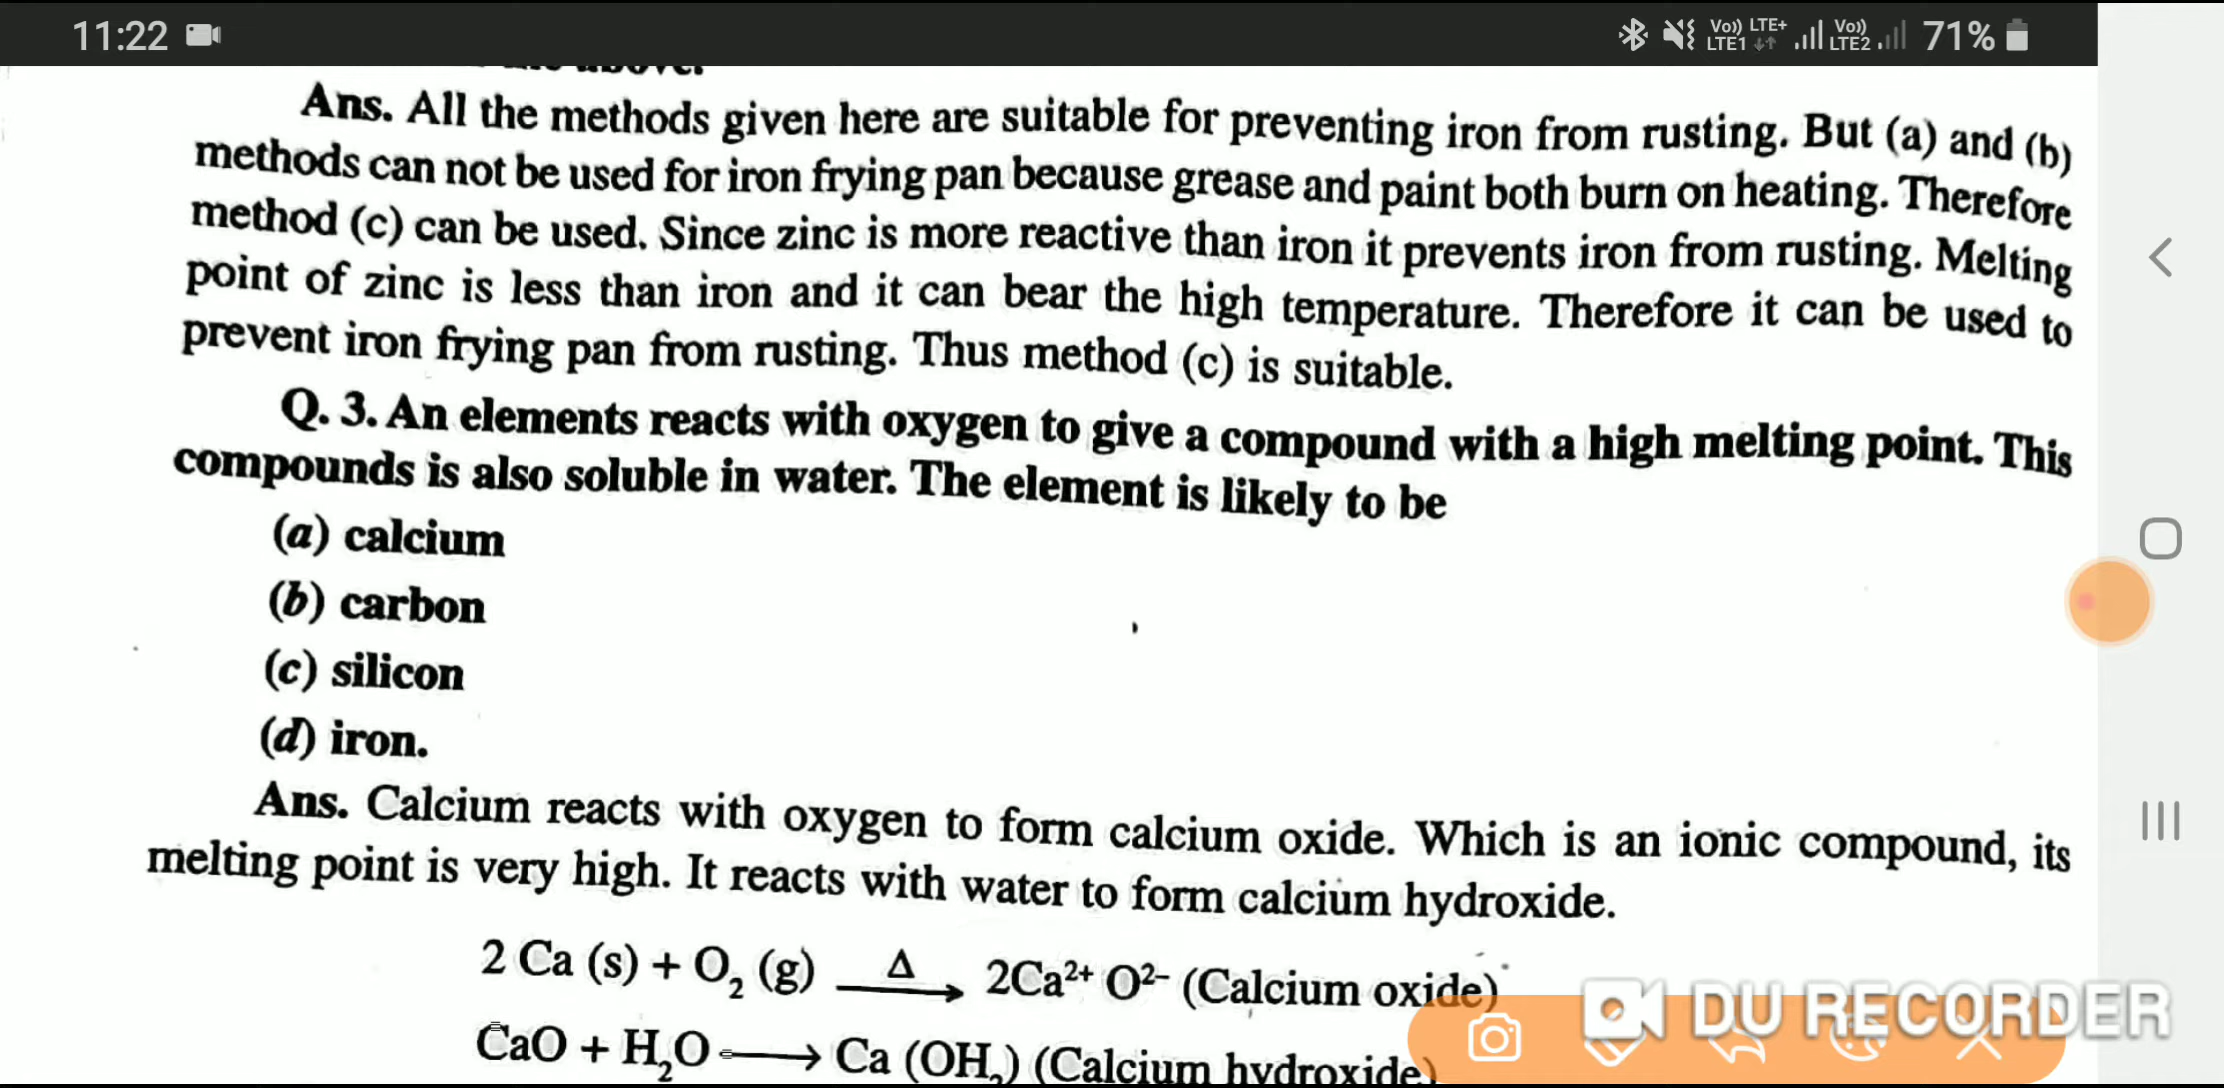 11:22
Vo)) LTE+ Vo))
LTE1 LTE2 71%
the above.
Ans. All the methods given here are suitable for preventing iron from rusting. But (a) and (b)
methods can not be used for iron frying pan because grease and paint both burn on heating. Therefore
method (c) can be used. Since zinc is more reactive than iron it prevents iron from rusting. Melting
point of zinc is less than iron and it can bear the high temperature. Therefore it can be used to
prevent iron frying pan from rusting. Thus method (c) is suitable.
Q. 3. An elements reacts with oxygen to give a compound with a high melting point. This
compounds is also soluble in water. The element is likely to be
(a) calcium
(b) carbon
(c) silicon
(d) iron.
Ans. Calcium reacts with oxygen to form calcium oxide. Which is an ionic compound, its
melting point is very high. It reacts with water to form calcium hydroxide.
2 Ca (s) + O₂ (g) —Δ→ 2Ca²⁺ O²⁻ (Calcium oxide)
CaO + H₂O ⟶ Ca (OH₂) (Calcium hydroxide)
DU RECORDER